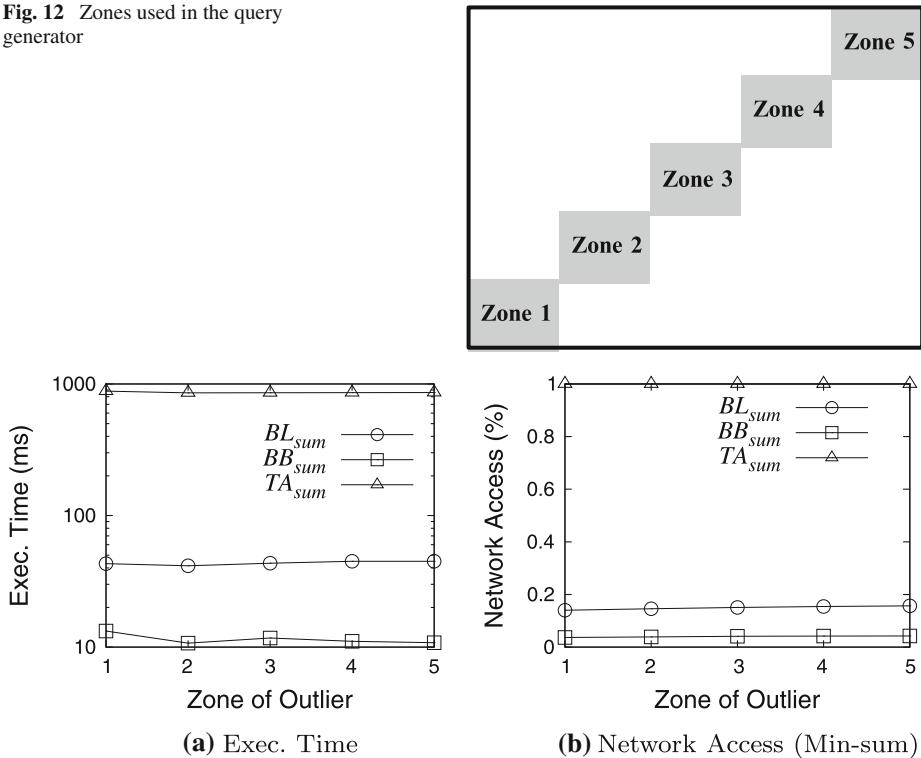 Fig. 12 Zones used in the query
generator
Zone 5
Zone 4
Zone 3
Zone 2
Zone 1
1000
100
10
1 2 3 4 5
Exec. Time (ms)
BLsum
BBsum
TAsum
Zone of Outlier
(a) Exec. Time
1
0.8
0.6
0.4
0.2
0
1 2 3 4 5
Network Access (%)
BLsum
BBsum
TAsum
Zone of Outlier
(b) Network Access (Min-sum)